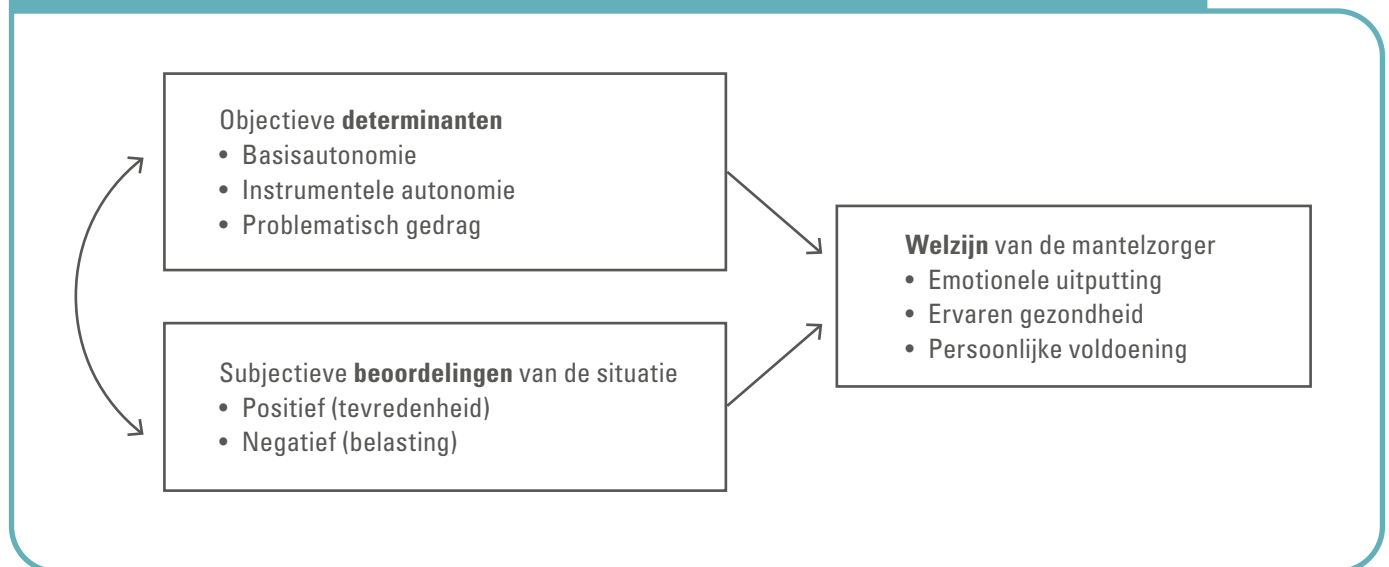 Objectieve determinanten
• Basisautonomie
• Instrumentele autonomie
• Problematisch gedrag
Subjectieve beoordelingen van de situatie
• Positief (tevredenheid)
• Negatief (belasting)
Welzijn van de mantelzorger
• Emotionele uitputting
• Ervaren gezondheid
• Persoonlijke voldoening